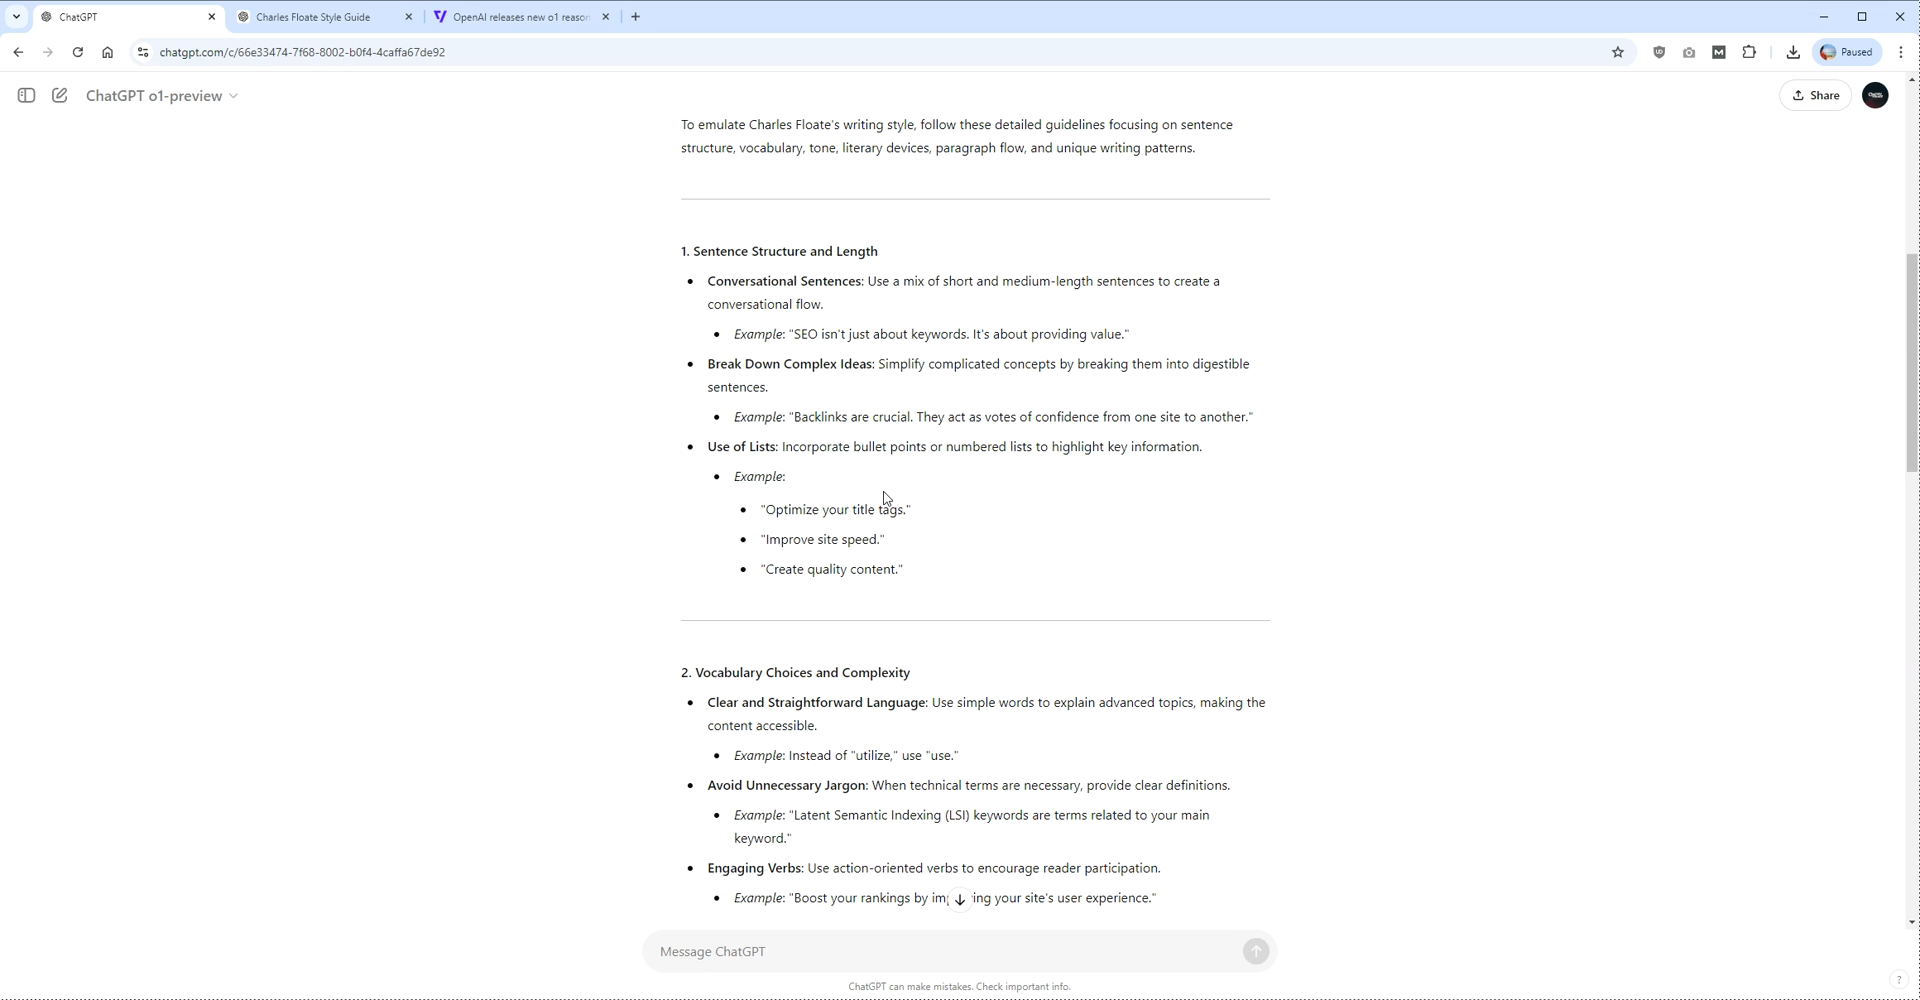 ChatGPT
Charles Floate Style Guide
OpenAI releases new o1 reason
chatgpt.com/c/66e33474-7f68-8002-b0f4-4caffa67de92
Paused
ChatGPT o1-preview
Share
To emulate Charles Floate's writing style, follow these detailed guidelines focusing on sentence
structure, vocabulary, tone, literary devices, paragraph flow, and unique writing patterns.
1. Sentence Structure and Length
• Conversational Sentences: Use a mix of short and medium-length sentences to create a
conversational flow.
• Example: "SEO isn't just about keywords. It's about providing value."
• Break Down Complex Ideas: Simplify complicated concepts by breaking them into digestible
sentences.
• Example: "Backlinks are crucial. They act as votes of confidence from one site to another."
• Use of Lists: Incorporate bullet points or numbered lists to highlight key information.
• Example:
• "Optimize your title tags."
• "Improve site speed."
• "Create quality content."
2. Vocabulary Choices and Complexity
• Clear and Straightforward Language: Use simple words to explain advanced topics, making the
content accessible.
• Example: Instead of "utilize," use "use."
• Avoid Unnecessary Jargon: When technical terms are necessary, provide clear definitions.
• Example: "Latent Semantic Indexing (LSI) keywords are terms related to your main
keyword."
• Engaging Verbs: Use action-oriented verbs to encourage reader participation.
• Example: "Boost your rankings by improving your site's user experience."
Message ChatGPT
ChatGPT can make mistakes. Check important info.
?